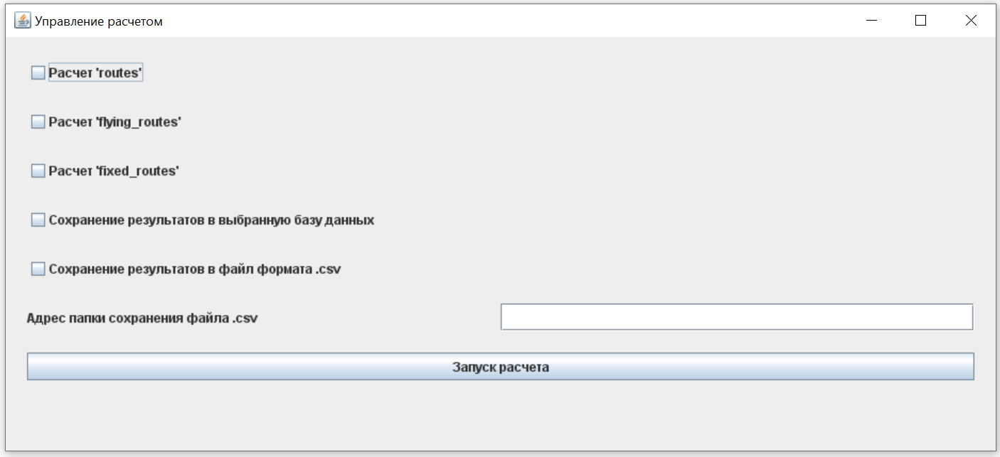 Управление расчетом
Расчет 'routes'
Расчет 'flying_routes'
Расчет 'fixed_routes'
Сохранение результатов в выбранную базу данных
Сохранение результатов в файл формата .csv
Адрес папки сохранения файла .csv
Запуск расчета